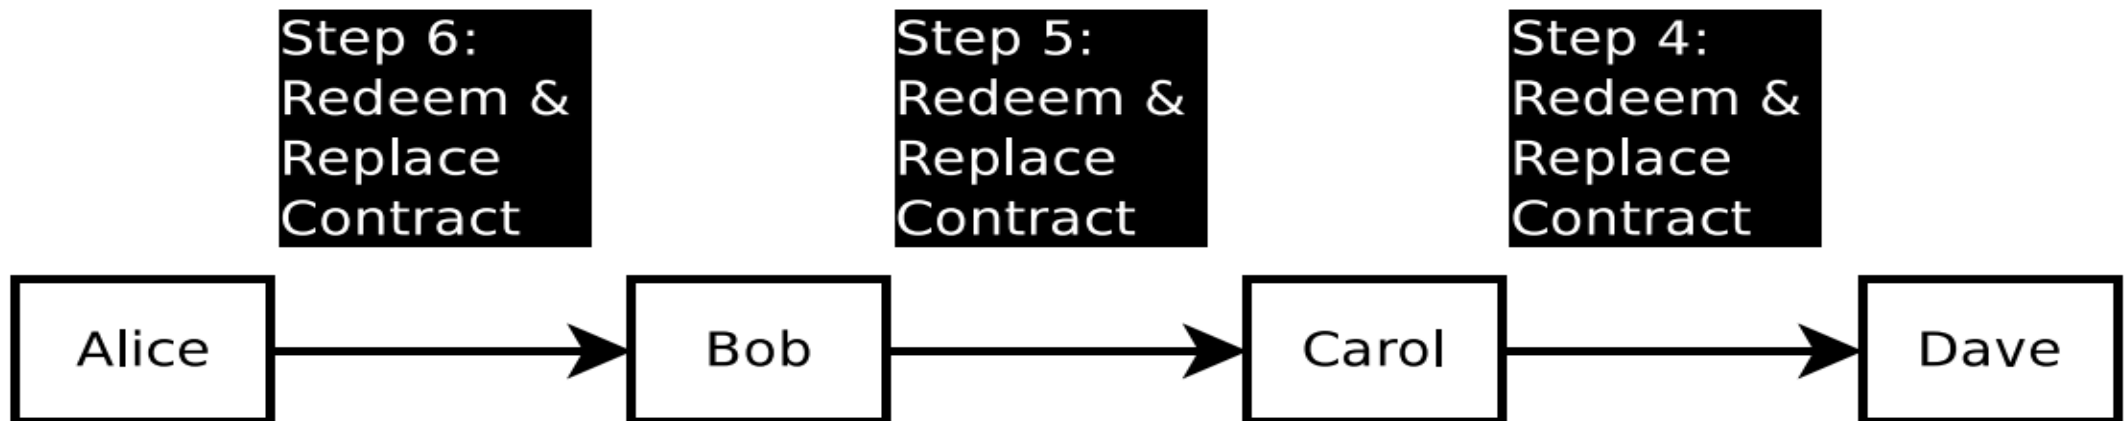 Step 6:
Redeem &
Replace
Contract
Step 5:
Redeem &
Replace
Contract
Step 4:
Redeem &
Replace
Contract
Alice
Bob
Carol
Dave